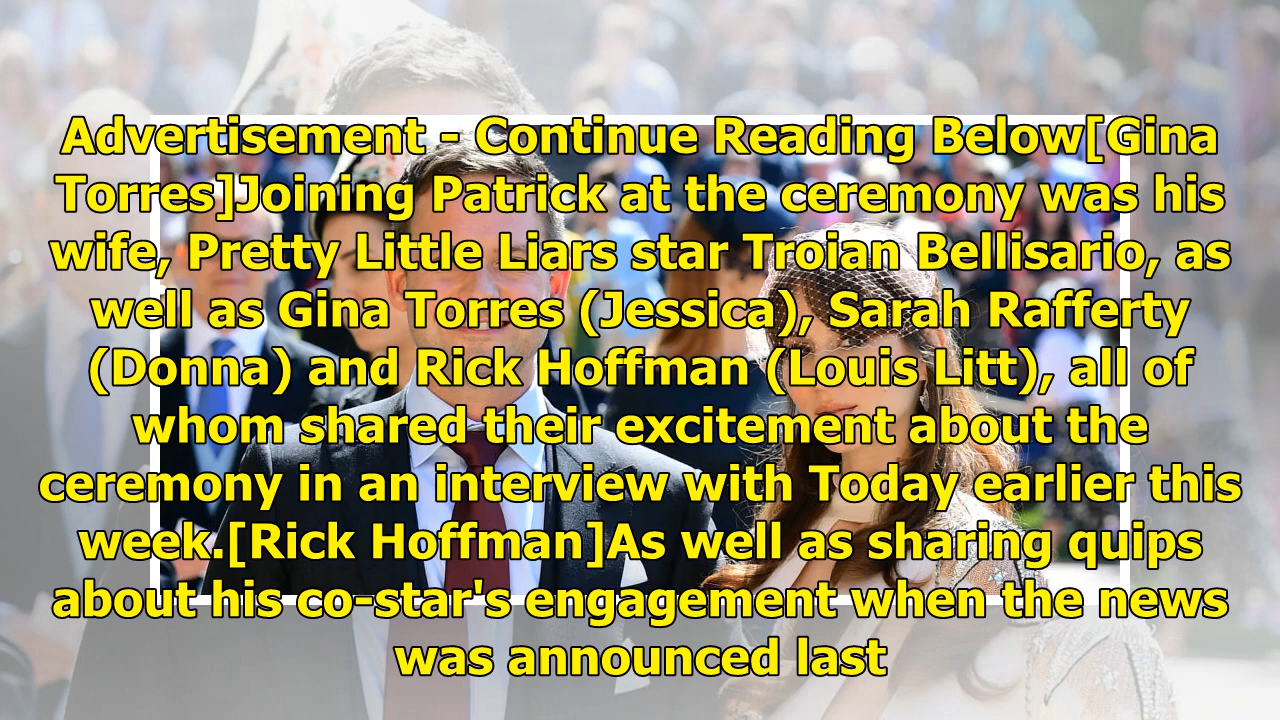 Advertisement - Continue Reading Below[Gina
Torres]Joining Patrick at the ceremony was his
wife, Pretty Little Liars star Troian Bellisario, as
well as Gina Torres (Jessica), Sarah Rafferty
(Donna) and Rick Hoffman (Louis Litt), all of
whom shared their excitement about the
ceremony in an interview with Today earlier this
week.[Rick Hoffman]As well as sharing quips
about his co-star's engagement when the news
was announced last